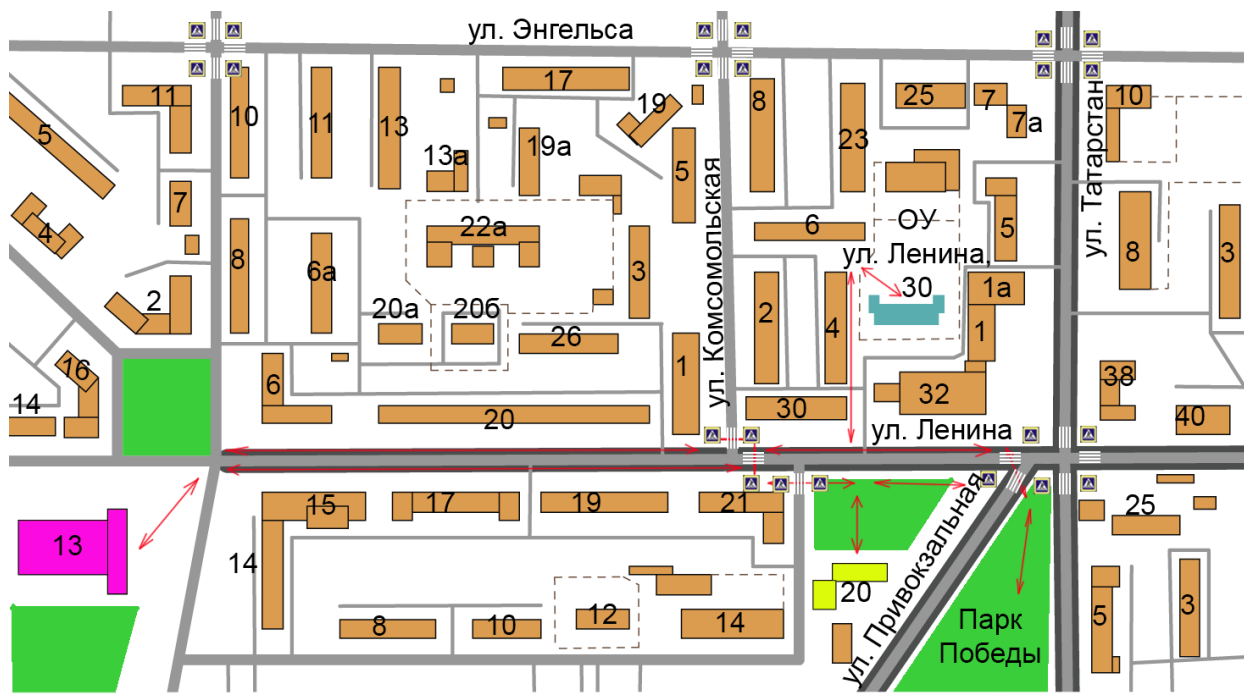 ул. Энгельса
11
5
10
11
13
17
19
8
23
25
7
7а
10
13а
19а
5
ул. Комсомольская
ул. Татарстан
7
4
8
6а
22а
3
6
ОУ
5
8
3
ул. Ленина,
30
1а
2
20а
20б
26
1
2
4
1
16
6
38
14
20
30
32
40
ул. Ленина
15
17
19
21
25
13
14
ул. Привокзальная
20
8
10
12
14
Парк
Победы
5
3